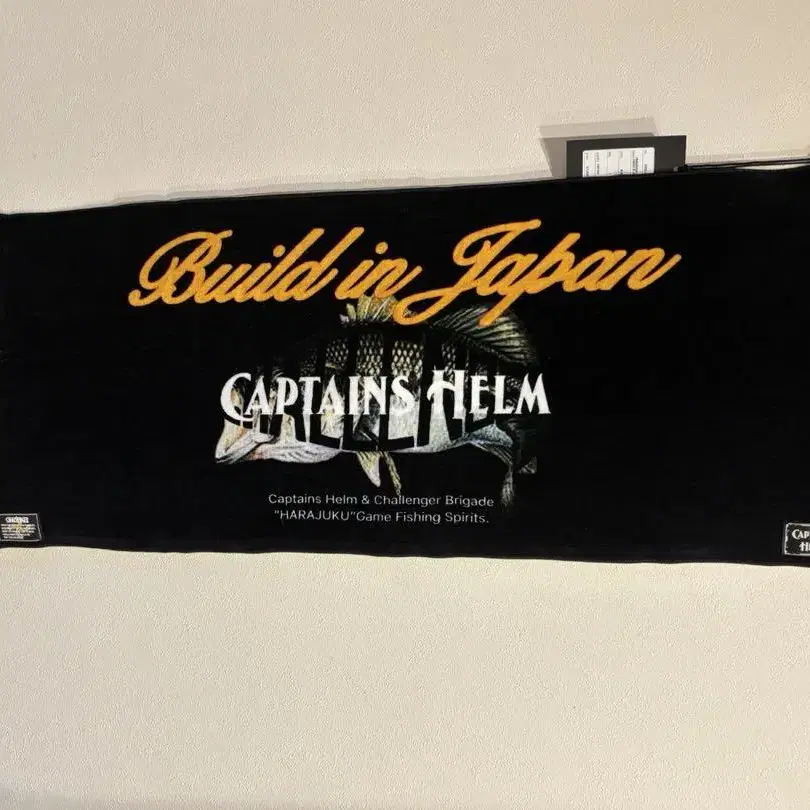 Build in Japan
CAPTAINS HELM
Captains Helm & Challenger Brigade
"HARAJUKU"Game Fishing Spirits.